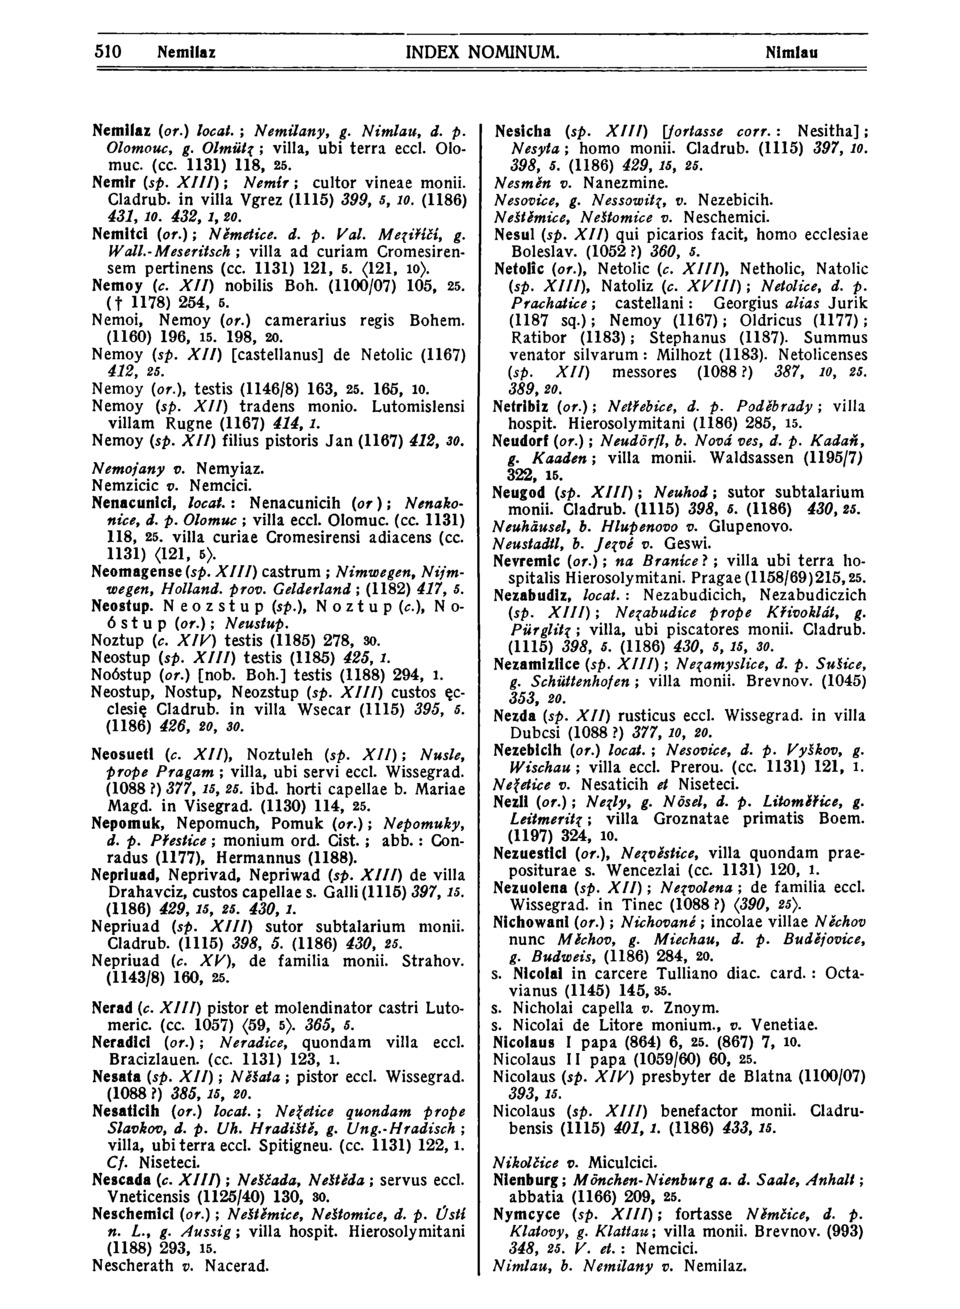 510 Nemilaz INDEX NOMINUM. Nimlau
Nemilaz (or.) locat. ; Nemilany, g. Nimlau, d. p.
Olomouc, g. Olmütz ; villa, ubi terra eccl. Olo-
muc. (cc. 1131) 118, 25.
Nemir (sp. XIII) ; Nemír ; cultor vineae monii.
Cladrub. in villa Vgrez (1115) 399, 5, 10. (1186)
431, 10. 432, 1, 20.
Nemitci (or.) ; Němetice. d. p. Val. Meziříčí, g.
Wall.-Meseritsch ; villa ad curiam Cromesiren-
sem pertinens (cc. 1131) 121, 5. ⟨121, 10⟩.
Nemoy (c. XII) nobilis Boh. (1100/07) 105, 25.
(† 1178) 254, 5.
Nemoi, Nemoy (or.) camerarius regis Bohem.
(1160) 196, 15. 198, 20.
Nemoy (sp. XII) [castellanus] de Netolic (1167)
412, 25.
Nemoy (or.), testis (1146/8) 163, 25. 165, 10.
Nemoy (sp. XII) tradens monio. Lutomislensi
villam Rugne (1167) 414, 1.
Nemoy (sp. XII) filius pistoris Jan (1167) 412, 30.
Nemojany v. Nemyiaz.
Nemzicic v. Nemcici.
Nenacunici, locat. : Nenacunicih (or) ; Nenako-
nice, d. p. Olomuc ; villa eccl. Olomuc. (cc. 1131)
118, 25. villa curiae Cromesirensi adiacens (cc.
1131) ⟨121, 5⟩.
Neomagense (sp. XIII) castrum ; Nimwegen, Nijm-
wegen, Holland. prov. Gelderland ; (1182) 417, 5.
Neostup. Neozstup (sp.), Noztup (c.), No-
óstup (or.) ; Neustup.
Noztup (c. XIV) testis (1185) 278, 30.
Neostup (sp. XIII) testis (1185) 425, 1.
Noóstup (or.) [nob. Boh.] testis (1188) 294, 1.
Neostup, Nostup, Neozstup (sp. XIII) custos ęc-
clesię Cladrub. in villa Wsecar (1115) 395, 5.
(1186) 426, 20, 30.
Neosueti (c. XII), Noztuleh (sp. XII) ; Nusle,
prope Pragam ; villa, ubi servi eccl. Wissegrad.
(1088 ?) 377, 15, 25. ibd. horti capellae b. Mariae
Magd. in Visegrad. (1130) 114, 25.
Nepomuk, Nepomuch, Pomuk (or.) ; Nepomuky,
d. p. Přestice ; monium ord. Cist. ; abb. : Con-
radus (1177), Hermannus (1188).
Nepriuad, Neprivad, Nepriwad (sp. XIII) de villa
Drahavciz, custos capellae s. Galli (1115) 397, 15.
(1186) 429, 15, 25. 430, 1.
Nepriuad (sp. XIII) sutor subtalarium monii.
Cladrub. (1115) 398, 5. (1186) 430, 25.
Nepriuad (c. XV), de familia monii. Strahov.
(1143/8) 160, 25.
Nerad (c. XIII) pistor et molendinator castri Luto-
meric. (cc. 1057) ⟨59, 5⟩. 365, 5.
Neradici (or.) ; Neradice, quondam villa eccl.
Bracizlauen. (cc. 1131) 123, 1.
Nesata (sp. XII) ; Něšata ; pistor eccl. Wissegrad.
(1088 ?) 385, 15, 20.
Nesaticih (or.) locat. ; Nežetice quondam prope
Slavkov, d. p. Uh. Hradiště, g. Ung.-Hradisch ;
villa, ubi terra eccl. Spitigneu. (cc. 1131) 122, 1.
Cf. Niseteci.
Nescada (c. XIII) ; Neščada, Neštěda ; servus eccl.
Vneticensis (1125/40) 130, 30.
Neschemici (or.) ; Neštěmice, Neštomice, d. p. Ústí
n. L., g. Aussig ; villa hospit. Hierosolymitani
(1188) 293, 15.
Nescherath v. Nacerad.
Nesicha (sp. XIII) [fortasse corr. : Nesitha] ;
Nesyta ; homo monii. Cladrub. (1115) 397, 10.
398, 5. (1186) 429, 15, 25.
Nesměn v. Nanezmine.
Nesovice, g. Nessowitz, v. Nezebicih.
Neštěmice, Neštomice v. Neschemici.
Nesul (sp. XII) qui picarios facit, homo ecclesiae
Boleslav. (1052 ?) 360, 5.
Netolic (or.), Netolic (c. XIII), Netholic, Natolic
(sp. XIII), Natoliz (c. XVIII) ; Netolice, d. p.
Prachatice ; castellani : Georgius alias Jurik
(1187 sq.) ; Nemoy (1167) ; Oldricus (1177) ;
Ratibor (1183) ; Stephanus (1187). Summus
venator silvarum : Milhozt (1183). Netolicenses
(sp. XII) messores (1088 ?) 387, 10, 25.
389, 20.
Netribiz (or.) ; Netřebice, d. p. Poděbrady ; villa
hospit. Hierosolymitani (1186) 285, 15.
Neudorf (or.) ; Neudörfl, b. Nová ves, d. p. Kadaň,
g. Kaaden ; villa monii. Waldsassen (1195/7)
322, 15.
Neugod (sp. XIII) ; Neuhod ; sutor subtalarium
monii. Cladrub. (1115) 398, 5. (1186) 430, 25.
Neuhäusel, b. Hlupenovo v. Glupenovo.
Neustadtl, b. Jezvé v. Geswi.
Nevremic (or.) ; na Branice ? ; villa ubi terra ho-
spitalis Hierosolymitani. Pragae (1158/69) 215, 25.
Nezabudiz, locat. : Nezabudicich, Nezabudiczich
(sp. XIII) ; Nezabudice prope Křivoklát, g.
Pürglitz ; villa, ubi piscatores monii. Cladrub.
(1115) 398, 5. (1186) 430, 5, 15, 30.
Nezamizlice (sp. XIII) ; Nezamyslice, d. p. Sušice,
g. Schüttenhofen ; villa monii. Brevnov. (1045)
353, 20.
Nezda (sp. XII) rusticus eccl. Wissegrad. in villa
Dubcsi (1088 ?) 377, 10, 20.
Nezebicih (or.) locat. ; Nesovice, d. p. Vyškov, g.
Wischau ; villa eccl. Prerou. (cc. 1131) 121, 1.
Nežetice v. Nesaticih et Niseteci.
Nezli (or.) ; Nezly, g. Nösel, d. p. Litoměřice, g.
Leitmeritz ; villa Groznatae primatis Boem.
(1197) 324, 10.
Nezuestici (or.), Nezvěstice, villa quondam prae-
positurae s. Wencezlai (cc. 1131) 120, 1.
Nezuolena (sp. XII) ; Nezvolena ; de familia eccl.
Wissegrad. in Tinec (1088 ?) ⟨390, 25⟩.
Nichowani (or.) ; Nichované ; incolae villae Něchov
nunc Měchov, g. Miechau, d. p. Budějovice,
g. Budweis, (1186) 284, 20.
s. Nicolai in carcere Tulliano diac. card. : Octa-
vianus (1145) 145, 35.
s. Nicholai capella v. Znoym.
s. Nicolai de Litore monium., v. Venetiae.
Nicolaus I papa (864) 6, 25. (867) 7, 10.
Nicolaus II papa (1059/60) 60, 25.
Nicolaus (sp. XIV) presbyter de Blatna (1100/07)
393, 15.
Nicolaus (sp. XIII) benefactor monii. Cladru-
bensis (1115) 401, 1. (1186) 433, 15.
Nikolčice v. Miculcici.
Nienburg ; Mönchen-Nienburg a. d. Saale, Anhalt ;
abbatia (1166) 209, 25.
Nymcyce (sp. XIII) ; fortasse Němčice, d. p.
Klatovy, g. Klattau ; villa monii. Brevnov. (993)
348, 25. V. et. : Nemcici.
Nimlau, b. Nemilany v. Nemilaz.